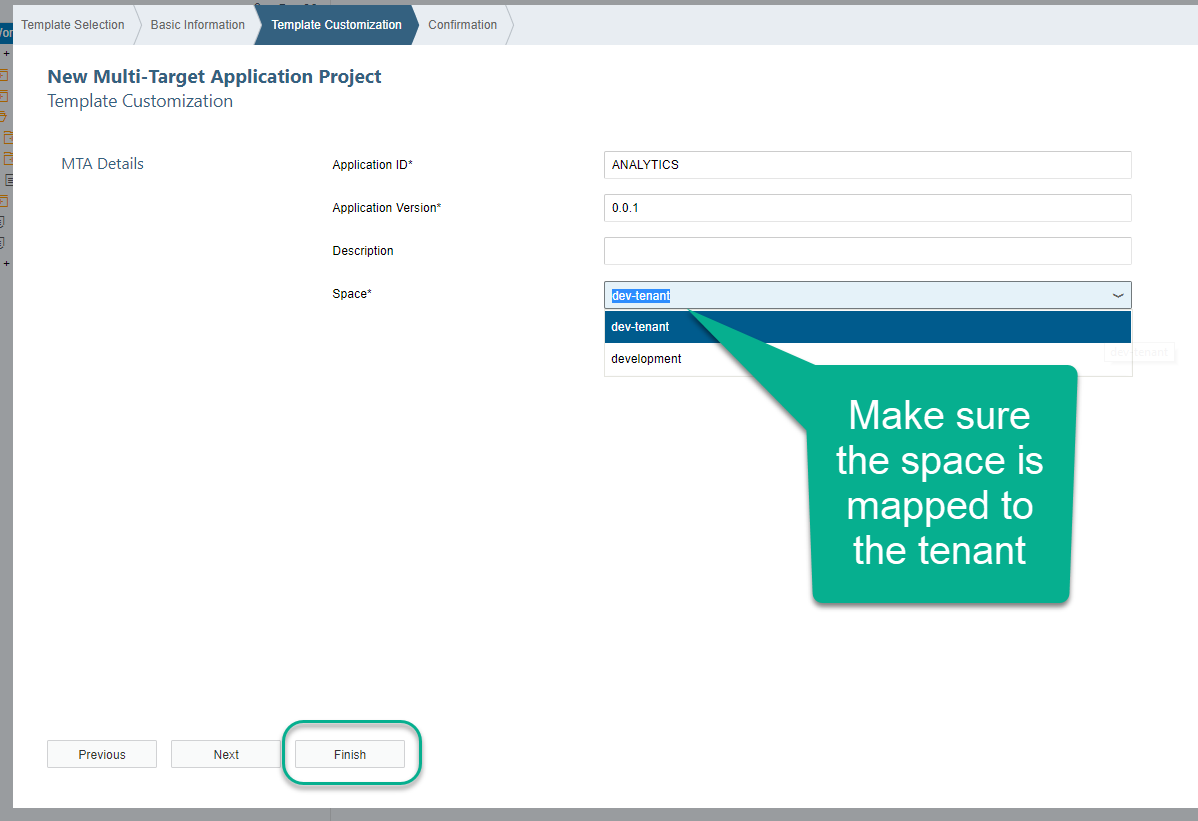 Template Selection
Basic Information
Template Customization
Confirmation
New Multi-Target Application Project
Template Customization
MTA Details
Application ID*
ANALYTICS
Application Version*
0.0.1
Description
Space*
dev-tenant
dev-tenant
development
dev-tenant
Make sure
the space is
mapped to
the tenant
Previous
Next
Finish